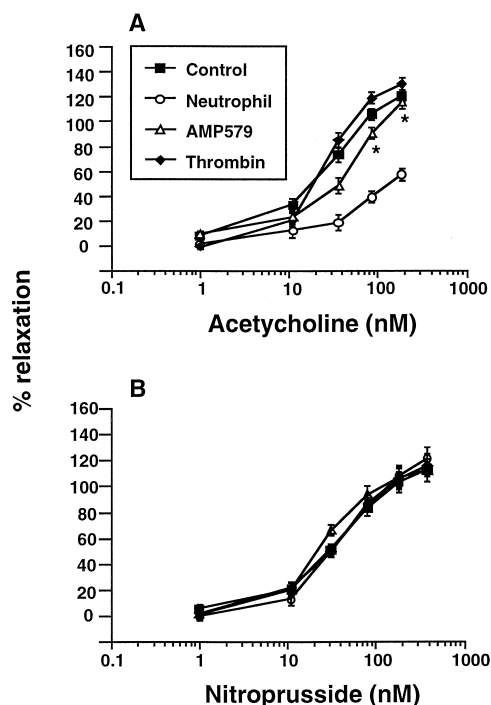 A
160
140
120
100
80
60
40
20
0
Control
Neutrophil
AMP579
Thrombin
*
*
0.1 1 10 100 1000
Acetycholine (nM)
% relaxation
B
160
140
120
100
80
60
40
20
0
0.1 1 10 100 1000
Nitroprusside (nM)